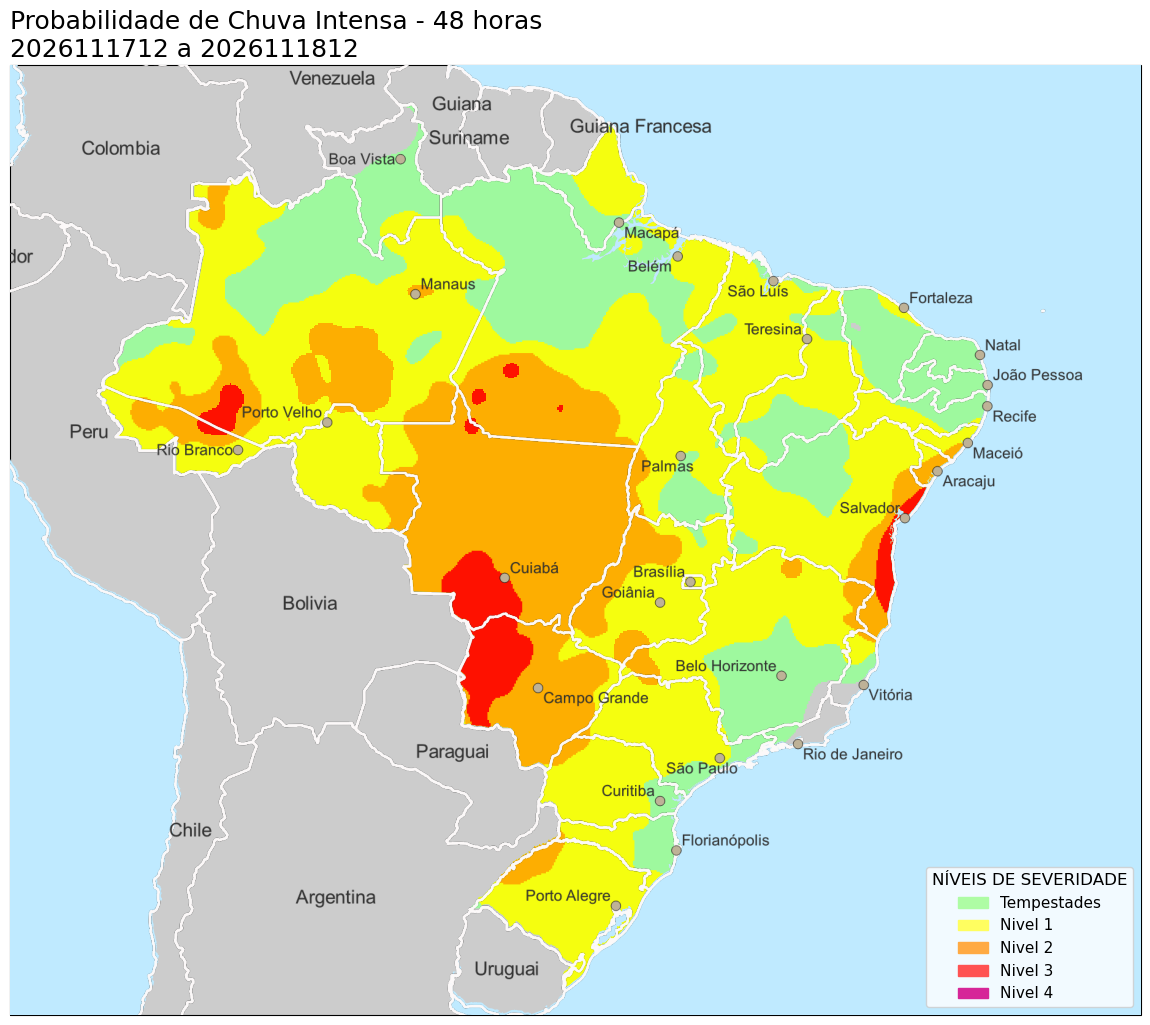 Probabilidade de Chuva Intensa - 48 horas
2026111712 a 2026111812
Venezuela
Guiana
Guiana Francesa
Suriname
Colombia
Boa Vista
Macapá
dor
Belém
Manaus
São Luís
Fortaleza
Teresina
Natal
João Pessoa
Porto Velho
Recife
Peru
Rio Branco
Maceió
Palmas
Aracaju
Salvador
Cuiabá
Brasília
Goiânia
Bolivia
Belo Horizonte
Campo Grande
Vitória
Paraguai
Rio de Janeiro
São Paulo
Curitiba
Chile
Florianópolis
Argentina
Porto Alegre
Uruguai
NÍVEIS DE SEVERIDADE
Tempestades
Nivel 1
Nivel 2
Nivel 3
Nivel 4